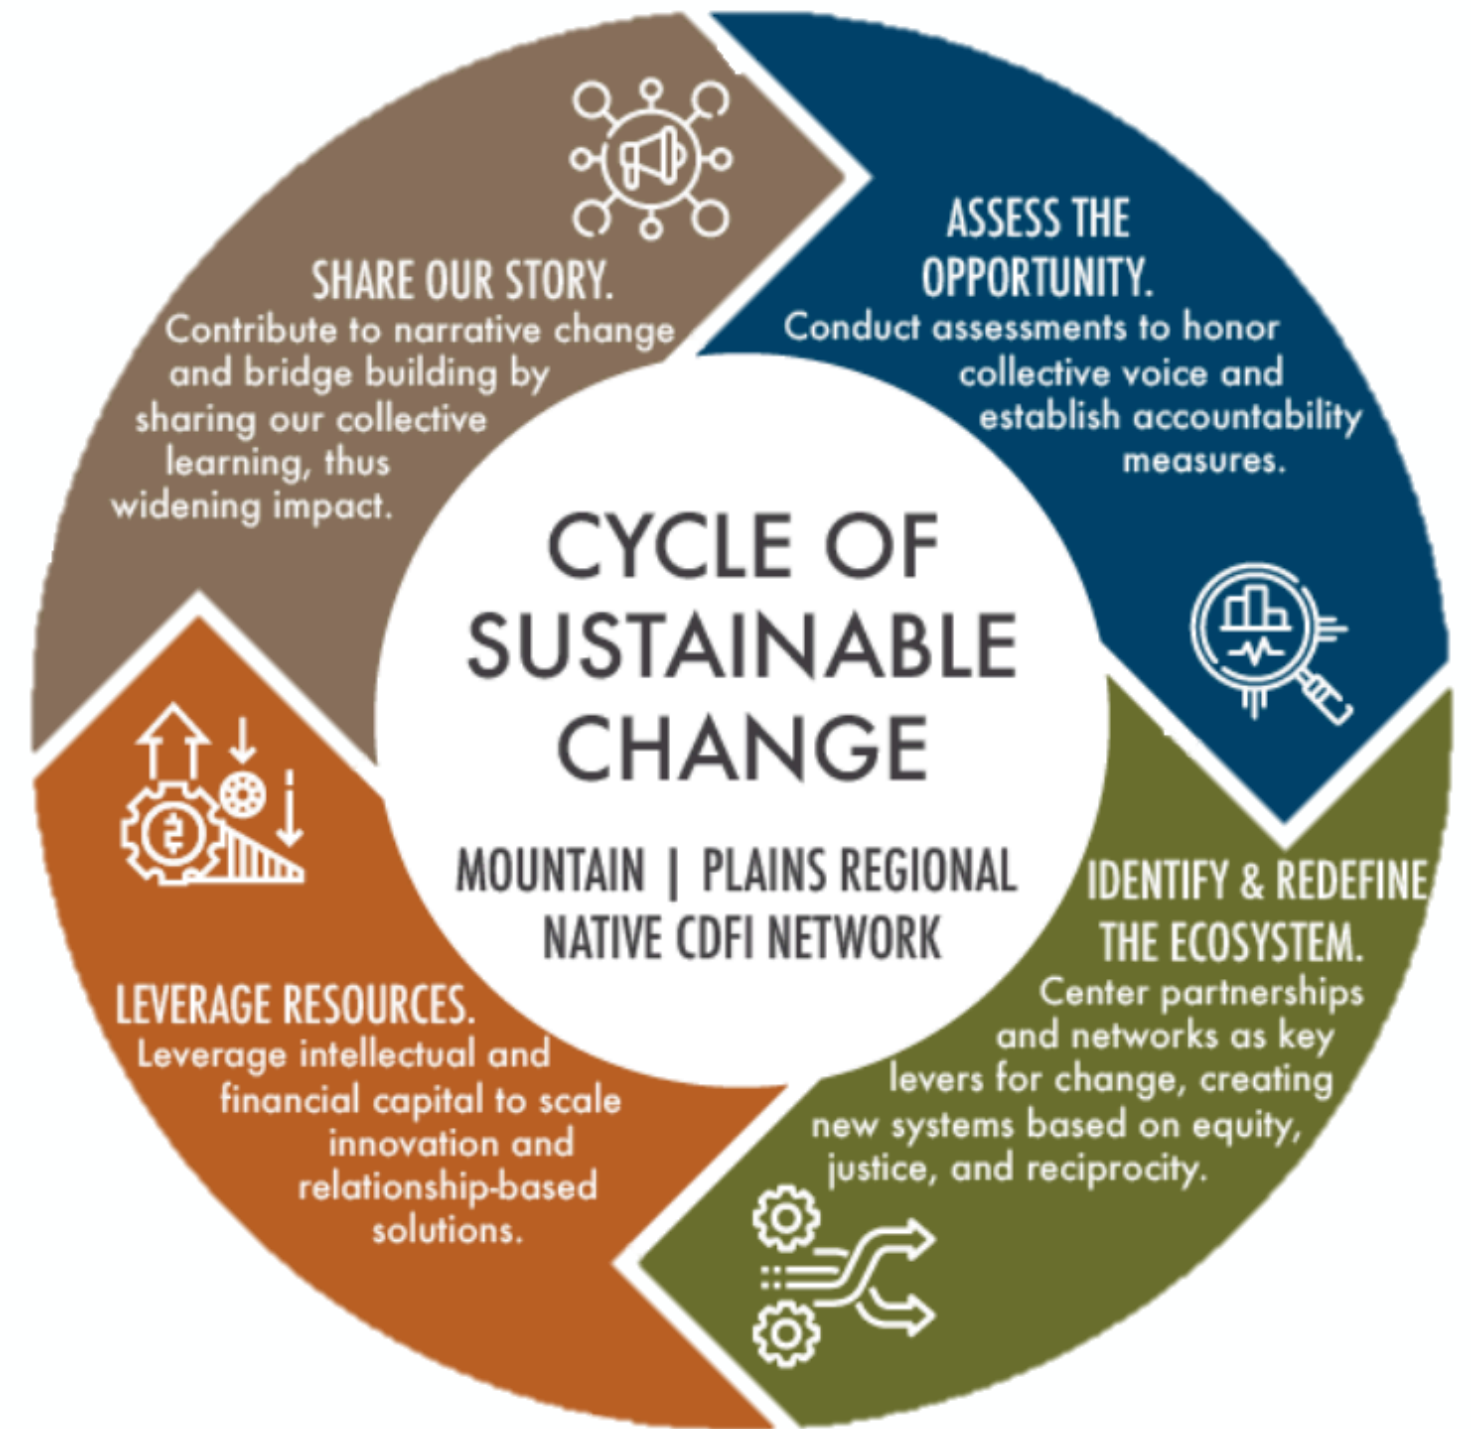 CYCLE OF
SUSTAINABLE
CHANGE
MOUNTAIN | PLAINS REGIONAL
NATIVE CDFI NETWORK
ASSESS THE
OPPORTUNITY.
Conduct assessments to honor
collective voice and
establish accountability
measures.
IDENTIFY & REDEFINE
THE ECOSYSTEM.
Center partnerships
and networks as key
levers for change, creating
new systems based on equity,
justice, and reciprocity.
LEVERAGE RESOURCES.
Leverage intellectual and
financial capital to scale
innovation and
relationship-based
solutions.
SHARE OUR STORY.
Contribute to narrative change
and bridge building by
sharing our collective
learning, thus
widening impact.